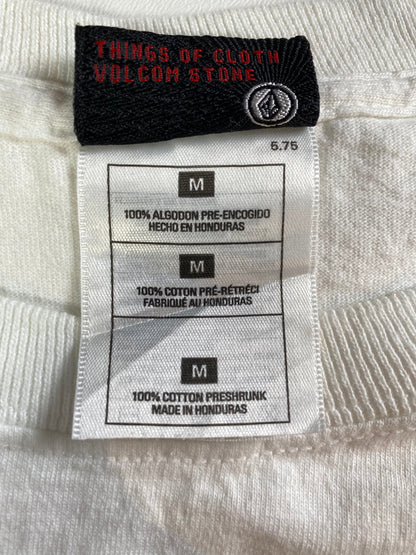 THINGS OF CLOTH
VOLCOM STONE
5.75
M
100% ALGODON PRE-ENCOGIDO
HECHO EN HONDURAS
M
100% COTON PRÉ-RÉTRÉCI
FABRIQUÉ AU HONDURAS
M
100% COTTON PRESHRUNK
MADE IN HONDURAS